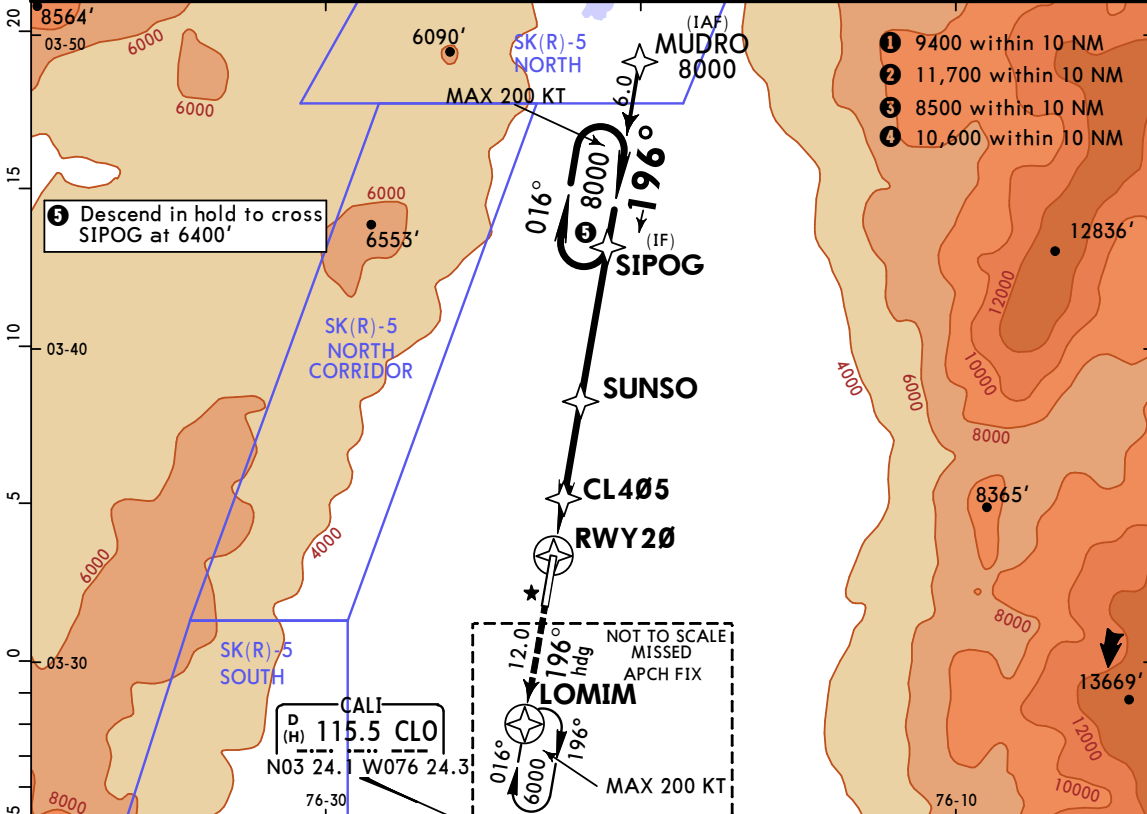 20
8564'
03-50
6000
6000
6090'
SK(R)-5
NORTH
(IAF)
MUDRO
8000
6.0
MAX 200 KT
❶ 9400 within 10 NM
❷ 11,700 within 10 NM
❸ 8500 within 10 NM
❹ 10,600 within 10 NM
15
❺ Descend in hold to cross
SIPOG at 6400'
6000
6553'
016°
8000
196°
❺
(IF)
SIPOG
12836'
12000
10
03-40
SK(R)-5
NORTH
CORRIDOR
SUNSO
4000
6000
10000
8000
5
CL4Ø5
8365'
RWY2Ø
6000
4000
8000
0
03-30
SK(R)-5
SOUTH
12.0
196°
hdg
NOT TO SCALE
MISSED
APCH FIX
LOMIM
13669'
12000
CALI
D
(H) 115.5 CLO
N03 24.1 W076 24.3
016°
6000
196°
MAX 200 KT
8000
76-30
76-10
10000
5